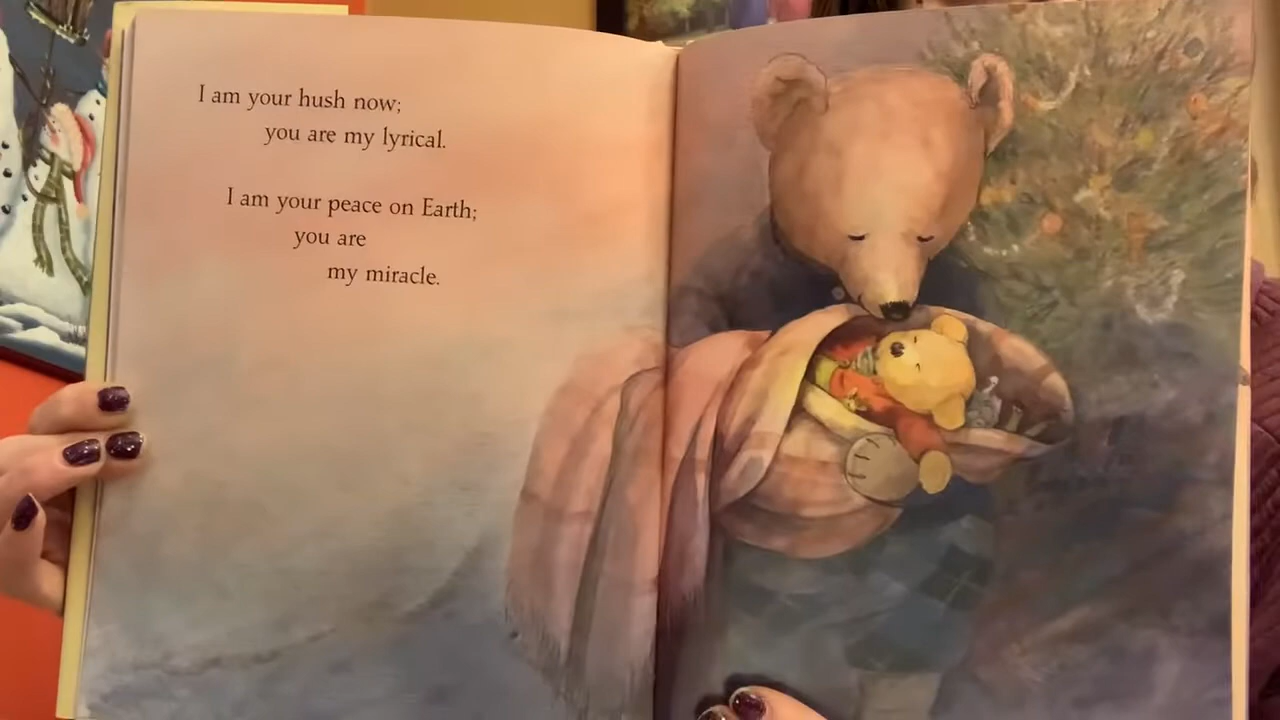 I am your hush now;
you are my lyrical.
I am your peace on Earth;
you are
my miracle.